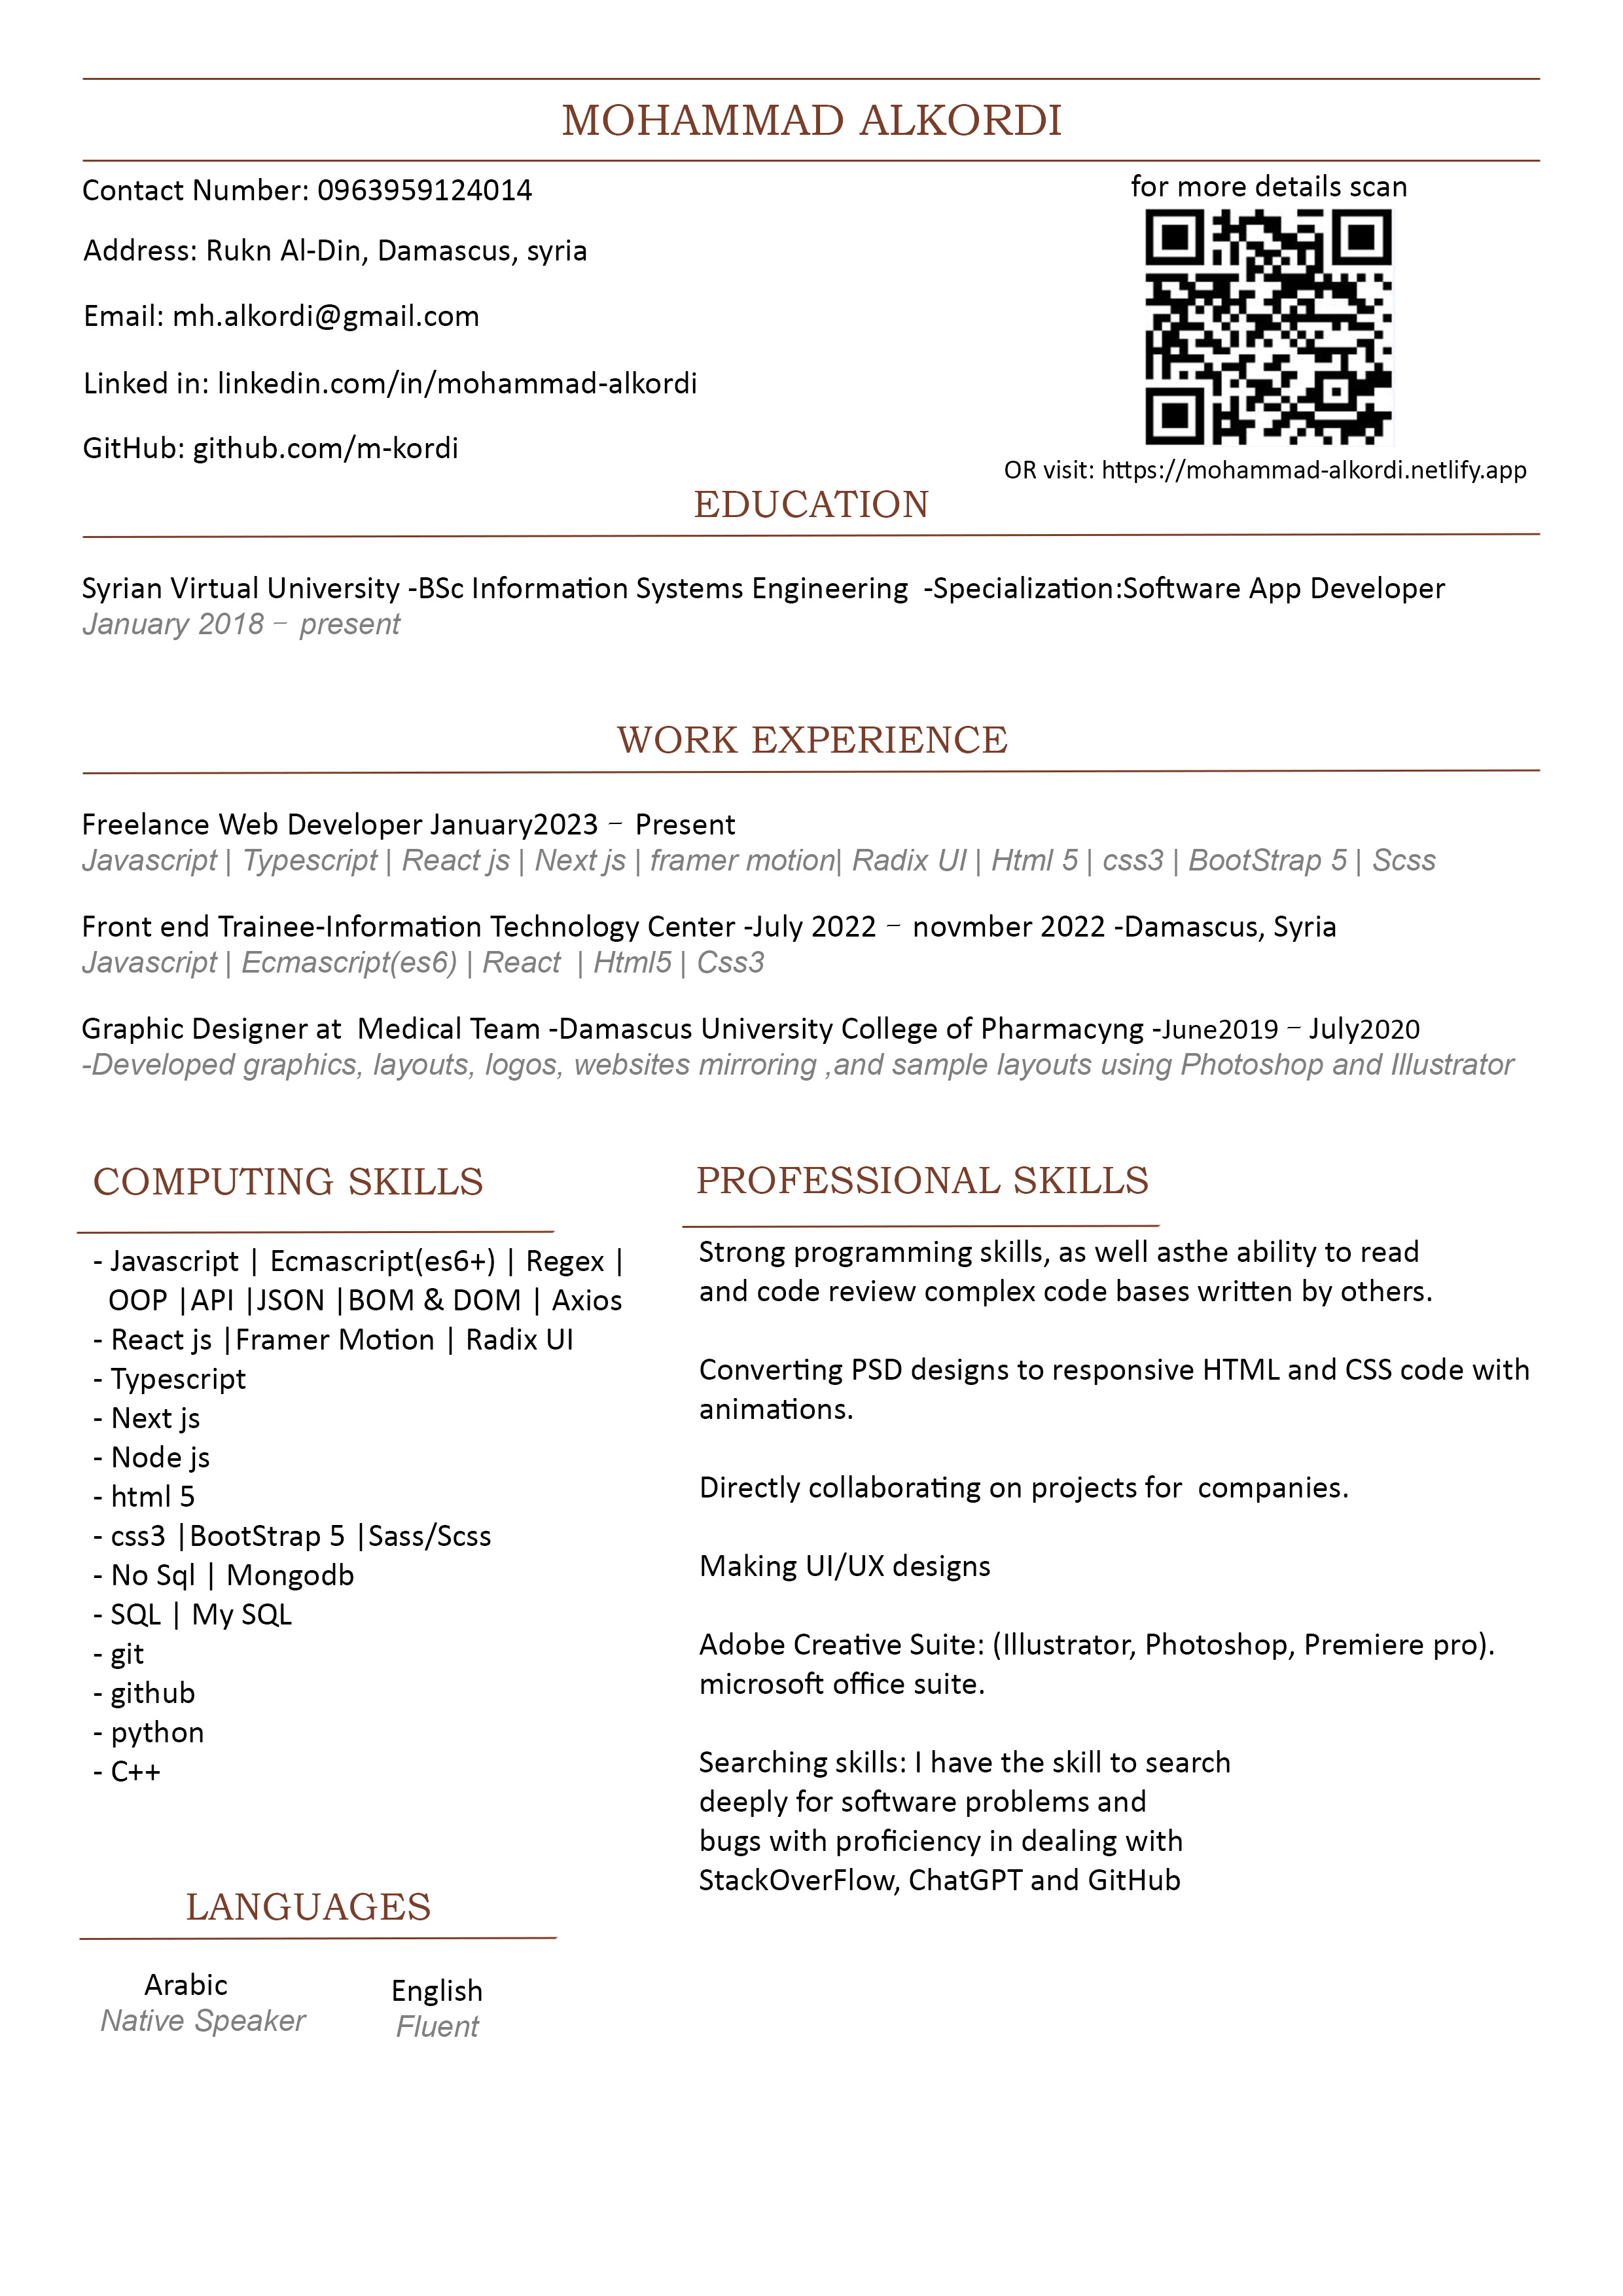 MOHAMMAD ALKORDI
Contact Number: 0963959124014
Address: Rukn Al-Din, Damascus, syria
Email: mh.alkordi@gmail.com
Linked in: linkedin.com/in/mohammad-alkordi
GitHub: github.com/m-kordi
for more details scan
OR visit: https://mohammad-alkordi.netlify.app
EDUCATION
Syrian Virtual University -BSc Information Systems Engineering  -Specialization:Software App Developer
January 2018 – present
WORK EXPERIENCE
Freelance Web Developer January2023 – Present
Javascript | Typescript | React js | Next js | framer motion| Radix UI | Html 5 | css3 | BootStrap 5 | Scss
Front end Trainee-Information Technology Center -July 2022 – novmber 2022 -Damascus, Syria
Javascript | Ecmascript(es6) | React  | Html5 | Css3
Graphic Designer at  Medical Team -Damascus University College of Pharmacyng -June2019 – July2020
-Developed graphics, layouts, logos, websites mirroring ,and sample layouts using Photoshop and Illustrator
COMPUTING SKILLS
- Javascript | Ecmascript(es6+) | Regex |
OOP |API |JSON |BOM & DOM | Axios
- React js |Framer Motion | Radix UI
- Typescript
- Next js
- Node js
- html 5
- css3 |BootStrap 5 |Sass/Scss
- No Sql | Mongodb
- SQL | My SQL
- git
- github
- python
- C++
LANGUAGES
Arabic
Native Speaker
English
Fluent
PROFESSIONAL SKILLS
Strong programming skills, as well asthe ability to read
and code review complex code bases written by others.
Converting PSD designs to responsive HTML and CSS code with
animations.
Directly collaborating on projects for  companies.
Making UI/UX designs
Adobe Creative Suite: (Illustrator, Photoshop, Premiere pro).
microsoft office suite.
Searching skills: I have the skill to search
deeply for software problems and
bugs with proficiency in dealing with
StackOverFlow, ChatGPT and GitHub